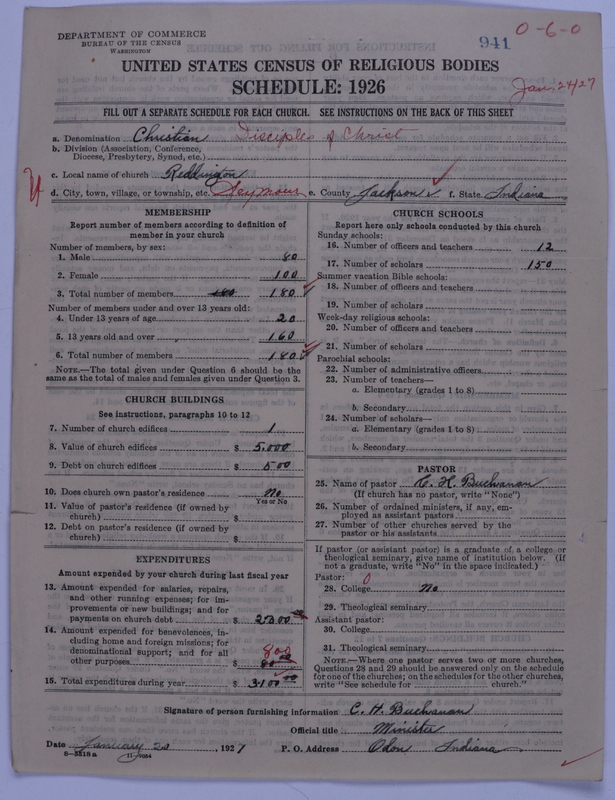 DEPARTMENT OF COMMERCE
BUREAU OF THE CENSUS
WASHINGTON
941
0-6-0
UNITED STATES CENSUS OF RELIGIOUS BODIES
SCHEDULE: 1926
Jan. 24 27
FILL OUT A SEPARATE SCHEDULE FOR EACH CHURCH. SEE INSTRUCTIONS ON THE BACK OF THIS SHEET
a. Denomination Christian Disciples of Christ
b. Division (Association, Conference, Diocese, Presbytery, Synod, etc.)
c. Local name of church Reddington
d. City, town, village, or township, etc. Seymour e. County Jackson f. State Indiana
MEMBERSHIP
Report number of members according to definition of
member in your church
Number of members, by sex:
1. Male 80
2. Female 100
3. Total number of members 180 180
Number of members under and over 13 years old:
4. Under 13 years of age 20
5. 13 years old and over 160
6. Total number of members 180
NOTE.—The total given under Question 6 should be
same as the total of males and females given under Question 3.
CHURCH BUILDINGS
See instructions, paragraphs 10 to 12
7. Number of church edifices 1
8. Value of church edifices $ 5,000
9. Debt on church edifices $ 500
10. Does church own pastor's residence No
Yes or No
11. Value of pastor's residence (if owned by
church) $
12. Debt on pastor's residence (if owned by
church) $
EXPENDITURES
Amount expended by your church during last fiscal year
13. Amount expended for salaries, repairs,
and other running expenses; for im-
provements or new buildings; and for
payments on church debt $
14. Amount expended for benevolences, in-
cluding home and foreign missions; for
denominational support; and for all 800
other purposes $
15. Total expenditures during year $ 3100 00
CHURCH SCHOOLS
Report here only schools conducted by this church
Sunday schools:
16. Number of officers and teachers 12
17. Number of scholars 150
Summer vacation Bible schools:
18. Number of officers and teachers
19. Number of scholars
Week-day religious schools:
20. Number of officers and teachers
21. Number of scholars
Parochial schools:
22. Number of administrative officers
23. Number of teachers—
a. Elementary (grades 1 to 8)
b. Secondary
24. Number of scholars—
a. Elementary (grades 1 to 8)
b. Secondary
PASTOR
25. Name of pastor C. H. Buchanan
(If church has no pastor, write "None")
26. Number of ordained ministers, if any, em-
ployed as assistant pastors
27. Number of other churches served by the
pastor or his assistants
If pastor (or assistant pastor) is a graduate of a college or
theological seminary, give name of institution below. (If
not a graduate, write "No" in the space indicated.)
Pastor: 0
28. College No
29. Theological seminary
Assistant pastor:
30. College
31. Theological seminary
NOTE.—Where one pastor serves two or more churches,
Questions 28 and 29 should be answered only on the schedule
for one of the churches; on the schedules for the other churches,
write "See schedule for church."
Signature of person furnishing information C. H. Buchanan
Official title Minister
Date January 20, 1927 P. O. Address Odon Indiana
8-5518a 11-9034